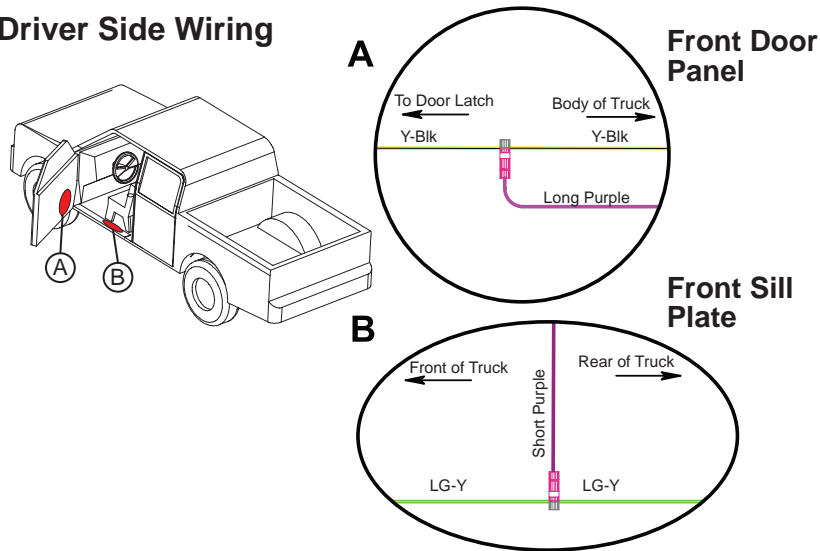 Driver Side Wiring
A
Front Door
Panel
To Door Latch
Body of Truck
Y-Blk
Y-Blk
Long Purple
A
B
Front Sill
Plate
B
Front of Truck
Rear of Truck
Short Purple
LG-Y
LG-Y